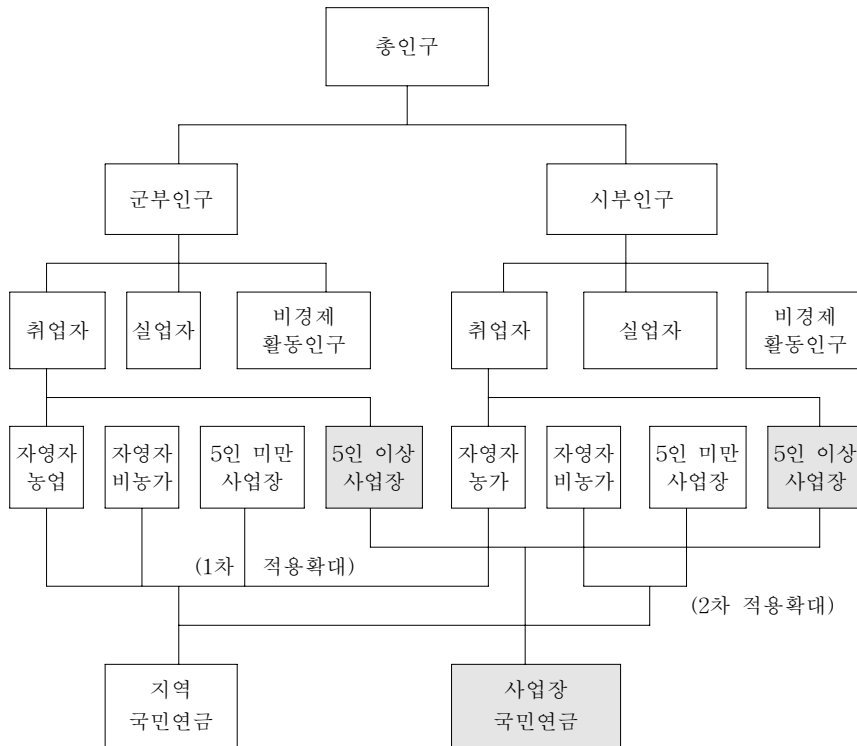 총인구
군부인구
시부인구
취업자
실업자
비경제
활동인구
취업자
실업자
비경제
활동인구
자영자
농업
자영자
비농가
5인 미만
사업장
5인 이상
사업장
자영자
농가
자영자
비농가
5인 미만
사업장
5인 이상
사업장
(1차 적용확대)
(2차 적용확대)
지역
국민연금
사업장
국민연금